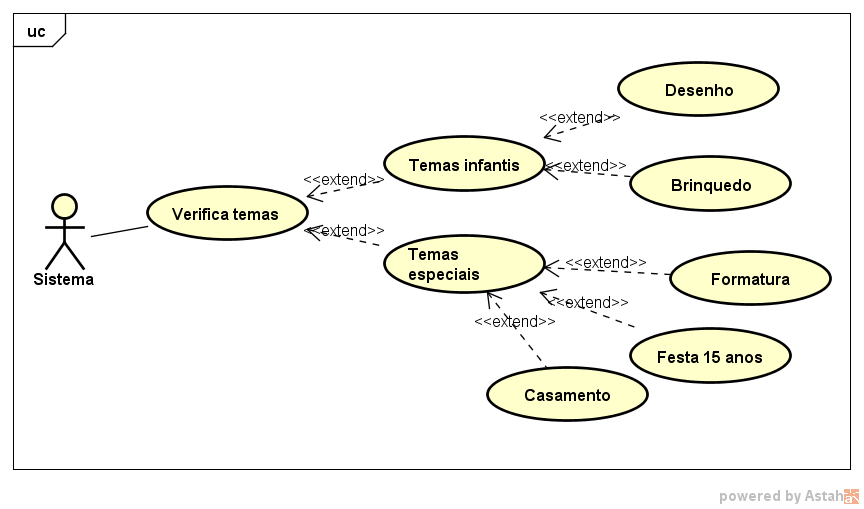 uc
Desenho
<<extend>>
Temas infantis
<<extend>>
<<extend>>
Brinquedo
Verifica temas
Sistema
<<extend>>
Temas
especiais
<<extend>>
Formatura
<<extend>>
<<extend>>
Festa 15 anos
Casamento
powered by Astah